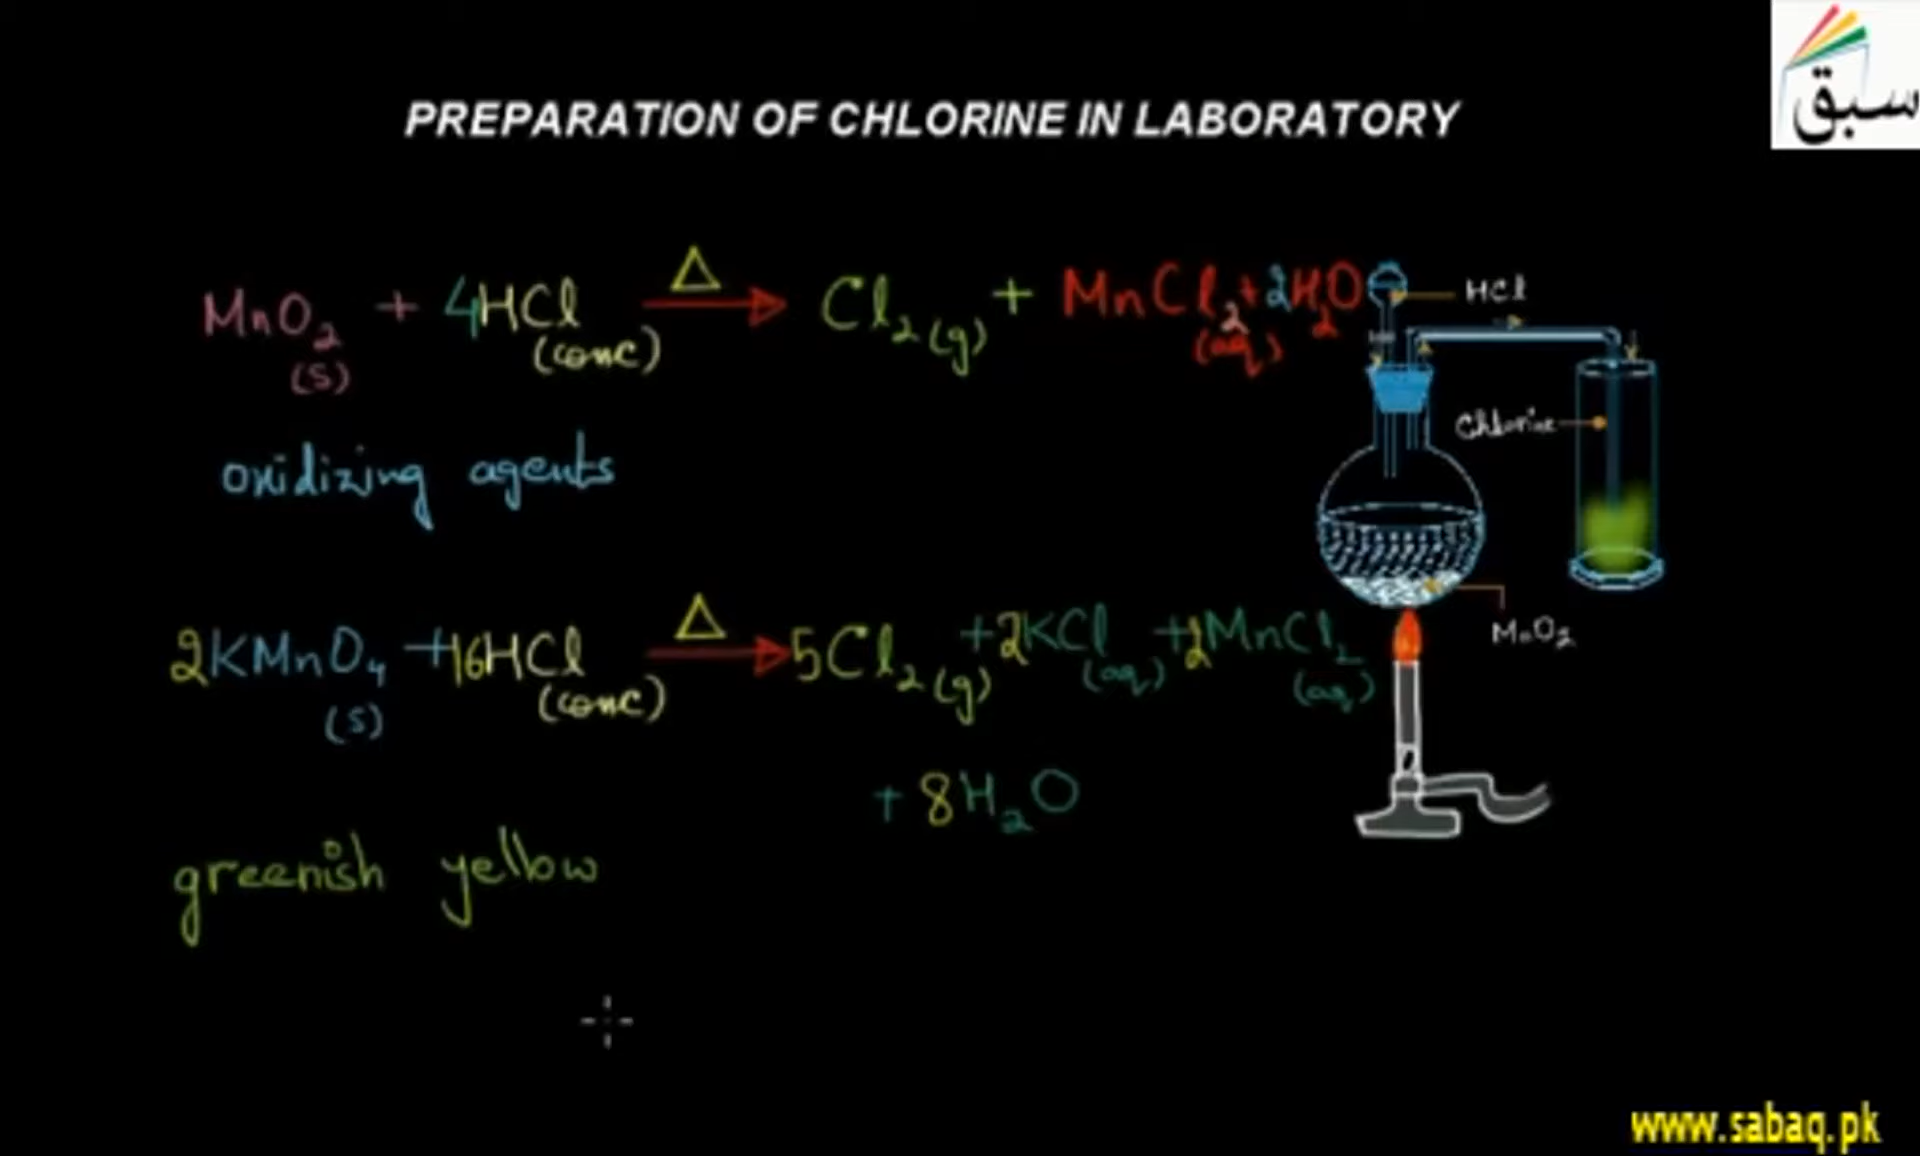 سبق
PREPARATION OF CHLORINE IN LABORATORY
MnO₂ (s) + 4HCl (conc) △ → Cl₂ (g) + MnCl₂ (aq) + 2H₂O
HCl
Chlorine
oxidizing agents
MnO₂
2KMnO₄ (s) + 16HCl (conc) △ → 5Cl₂ (g) + 2KCl (aq) + 2MnCl₂ (aq)
+ 8H₂O
greenish yellow
www.sabaq.pk